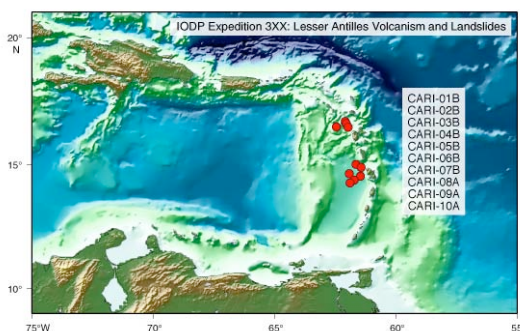 IODP Expedition 3XX: Lesser Antilles Volcanism and Landslides
20°
N
15°
10°
CARI-01B
CARI-02B
CARI-03B
CARI-04B
CARI-05B
CARI-06B
CARI-07B
CARI-08A
CARI-09A
CARI-10A
75°W
70°
65°
60°
55